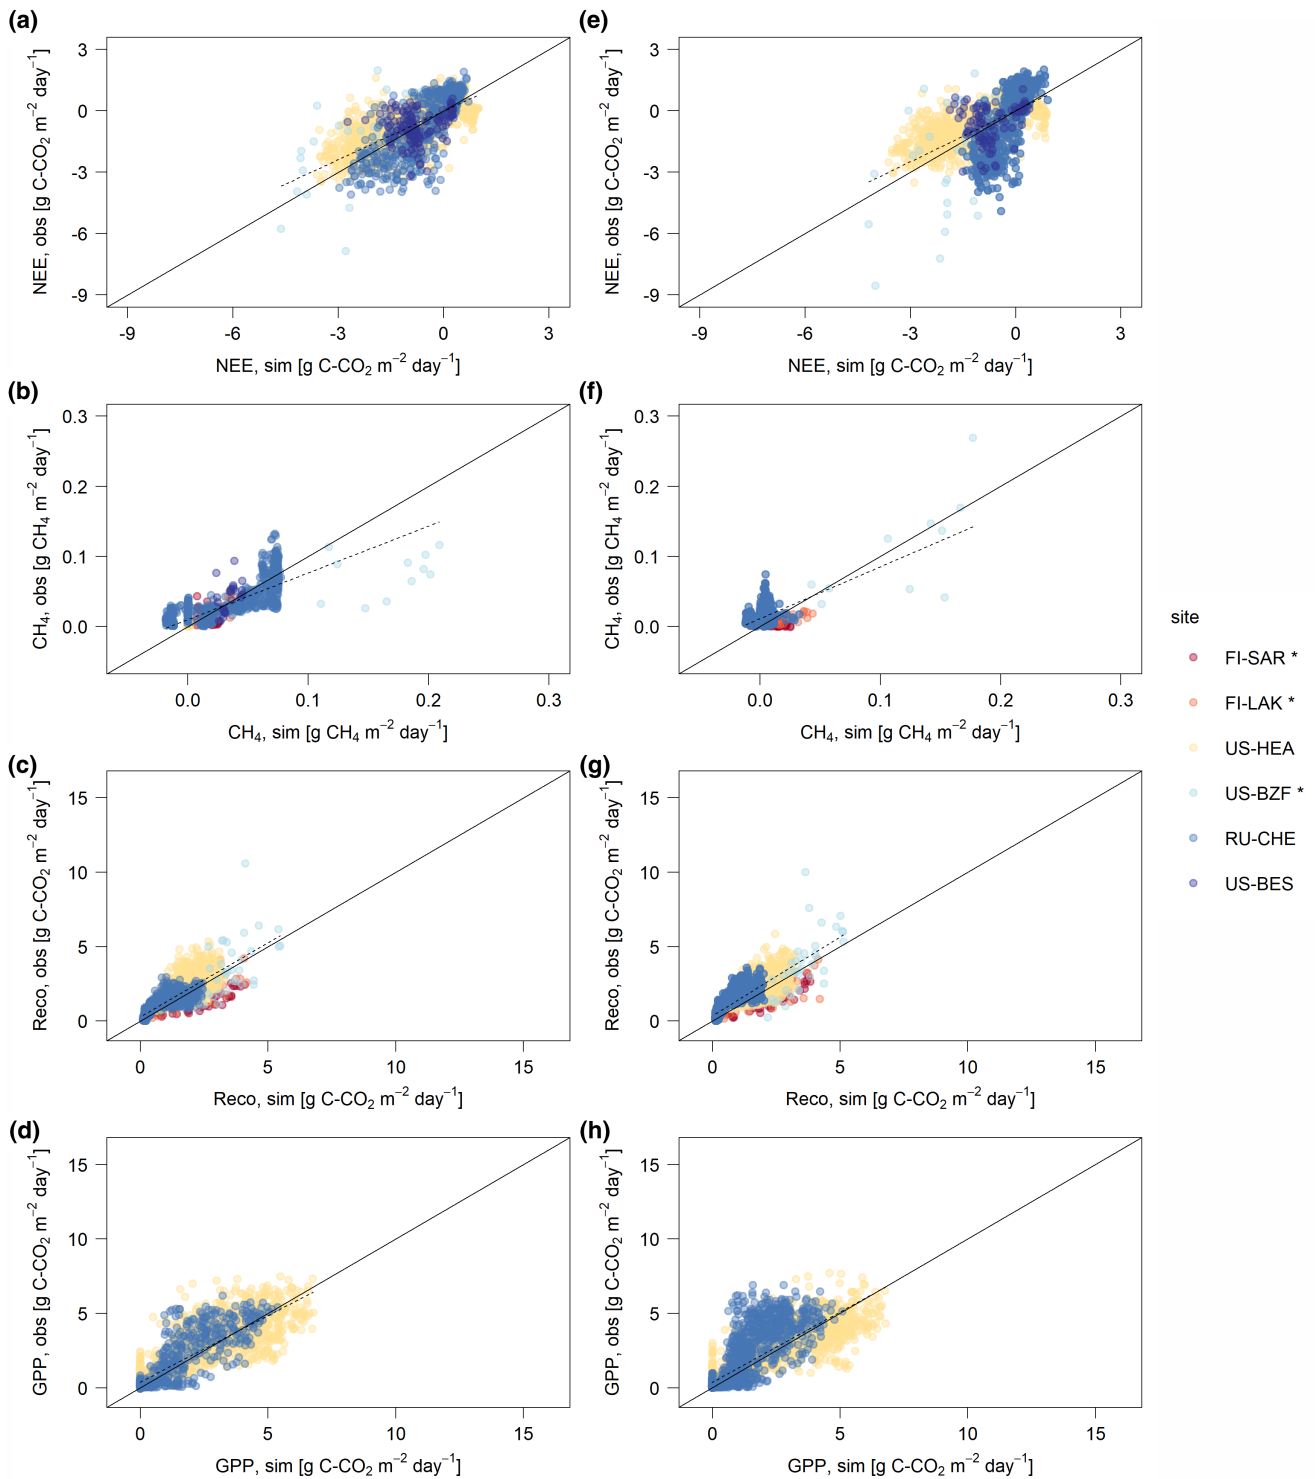 (a)
3
0
-3
-6
-9
NEE, obs [g C-CO₂ m⁻² day⁻¹]
-9 -6 -3 0 3
NEE, sim [g C-CO₂ m⁻² day⁻¹]
(e)
3
0
-3
-6
-9
NEE, obs [g C-CO₂ m⁻² day⁻¹]
-9 -6 -3 0 3
NEE, sim [g C-CO₂ m⁻² day⁻¹]
(b)
0.3
0.2
0.1
0.0
CH₄, obs [g CH₄ m⁻² day⁻¹]
0.0 0.1 0.2 0.3
CH₄, sim [g CH₄ m⁻² day⁻¹]
(f)
0.3
0.2
0.1
0.0
CH₄, obs [g CH₄ m⁻² day⁻¹]
0.0 0.1 0.2 0.3
CH₄, sim [g CH₄ m⁻² day⁻¹]
(c)
15
10
5
0
Reco, obs [g C-CO₂ m⁻² day⁻¹]
0 5 10 15
Reco, sim [g C-CO₂ m⁻² day⁻¹]
(g)
15
10
5
0
Reco, obs [g C-CO₂ m⁻² day⁻¹]
0 5 10 15
Reco, sim [g C-CO₂ m⁻² day⁻¹]
(d)
15
10
5
0
GPP, obs [g C-CO₂ m⁻² day⁻¹]
0 5 10 15
GPP, sim [g C-CO₂ m⁻² day⁻¹]
(h)
15
10
5
0
GPP, obs [g C-CO₂ m⁻² day⁻¹]
0 5 10 15
GPP, sim [g C-CO₂ m⁻² day⁻¹]
site
FI-SAR *
FI-LAK *
US-HEA
US-BZF *
RU-CHE
US-BES